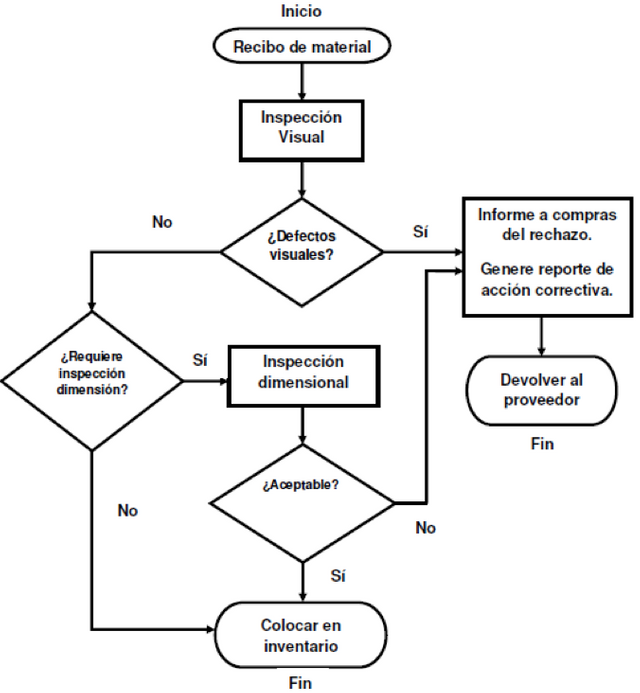 Inicio
Recibo de material
Inspección
Visual
¿Defectos
visuales?
No
Sí
Informe a compras
del rechazo.
Genere reporte de
acción correctiva.
¿Requiere
inspección
dimensión?
Sí
Inspección
dimensional
Devolver al
proveedor
Fin
¿Aceptable?
No
No
Sí
Colocar en
inventario
Fin